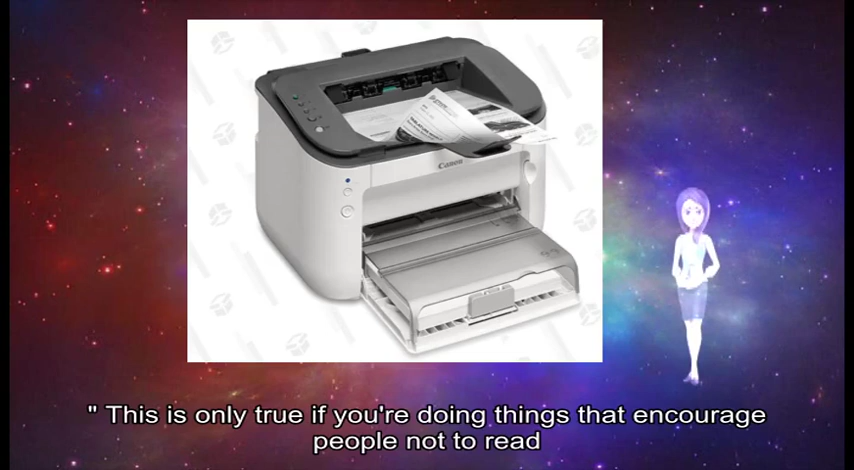 Canon
" This is only true if you're doing things that encourage
people not to read